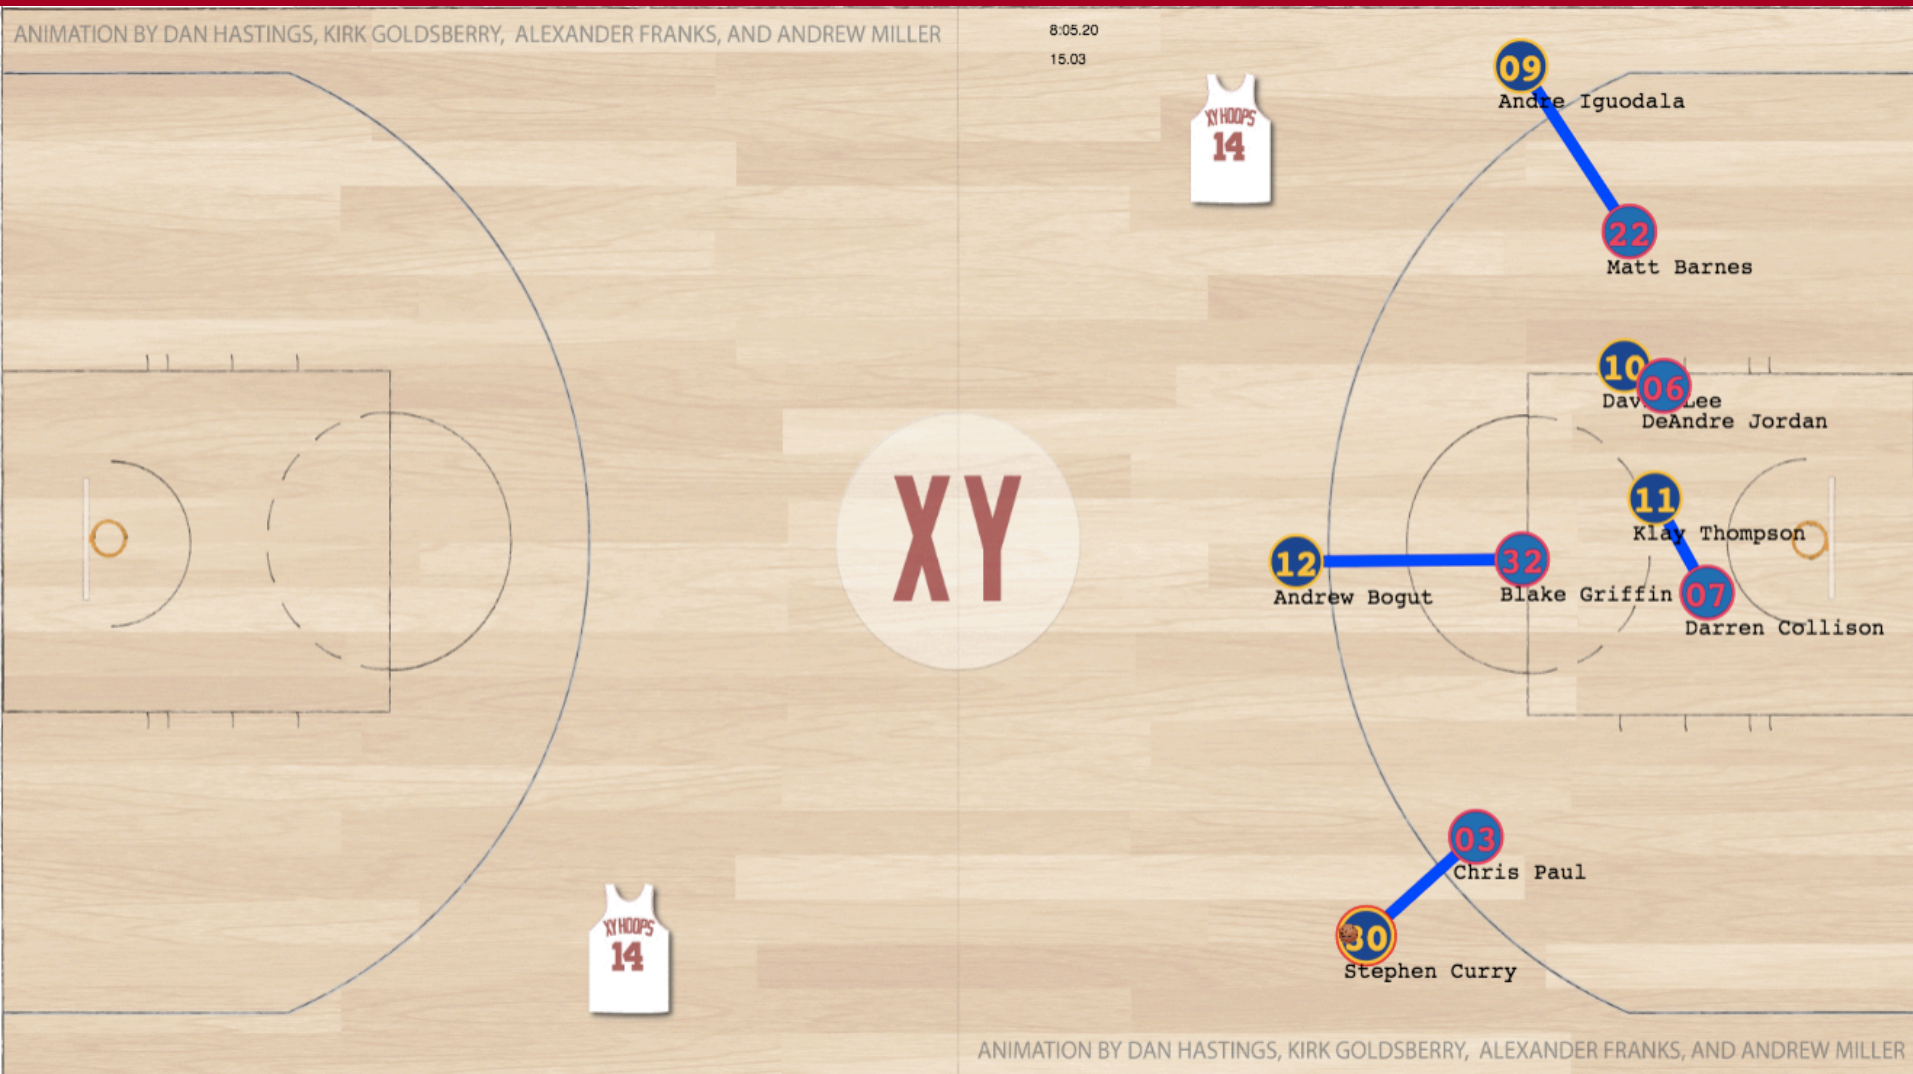 ANIMATION BY DAN HASTINGS, KIRK GOLDSBERRY, ALEXANDER FRANKS, AND ANDREW MILLER
8:05.20
15.03
09
Andre Iguodala
XY HOOPS
14
22
Matt Barnes
10
06
Lee
DeAndre Jordan
XY
11
Klay Thompson
12
Andrew Bogut
32
Blake Griffin
07
Darren Collison
03
Chris Paul
XY HOOPS
14
30
Stephen Curry
ANIMATION BY DAN HASTINGS, KIRK GOLDSBERRY, ALEXANDER FRANKS, AND ANDREW MILLER